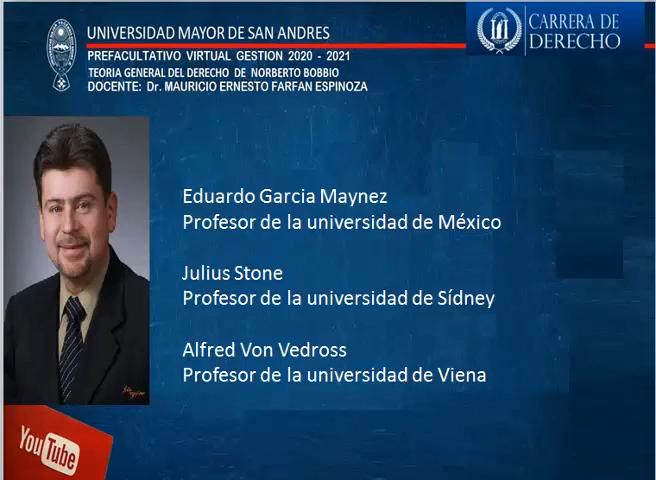 UNIVERSIDAD MAYOR DE SAN ANDRES
PREFACULTATIVO VIRTUAL GESTION 2020 - 2021
TEORIA GENERAL DEL DERECHO DE NORBERTO BOBBIO
DOCENTE: Dr. MAURICIO ERNESTO FARFAN ESPINOZA
CARRERA DE
DERECHO
Eduardo Garcia Maynez
Profesor de la universidad de México
Julius Stone
Profesor de la universidad de Sídney
Alfred Von Vedross
Profesor de la universidad de Viena
YouTube